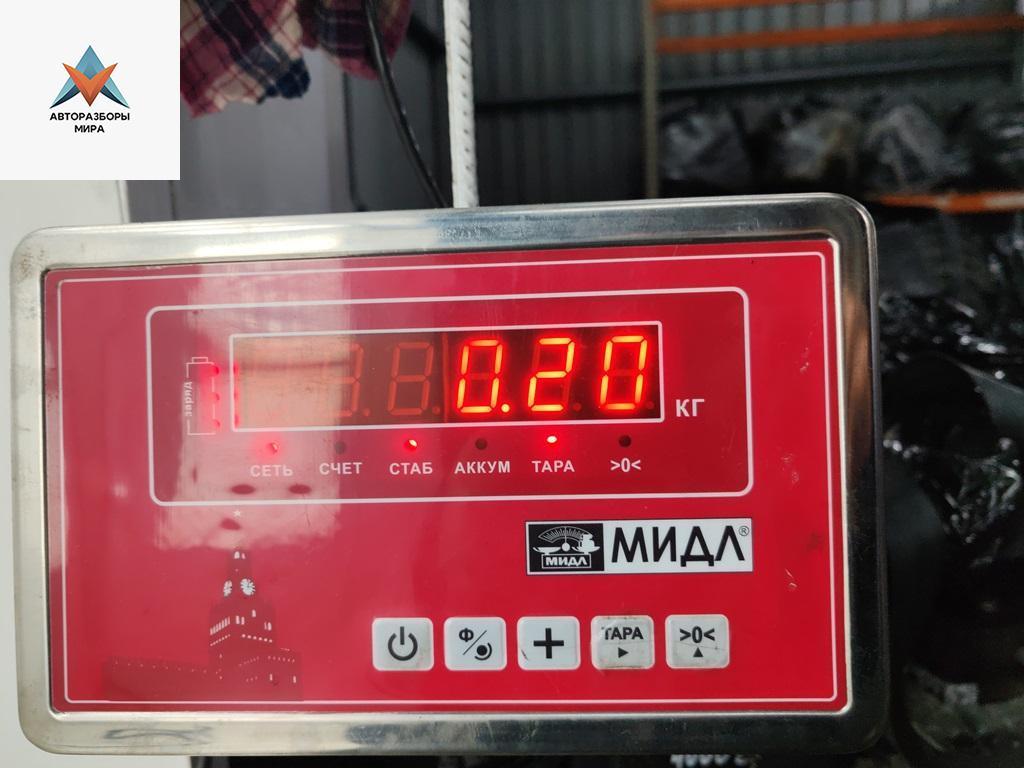 АВТОРАЗБОРЫ
МИРА
заряд
0.20
КГ
СЕТЬ СЧЕТ СТАБ АККУМ ТАРА >0<
МИДЛ
МИДЛ®
Ф
ТАРА >0<